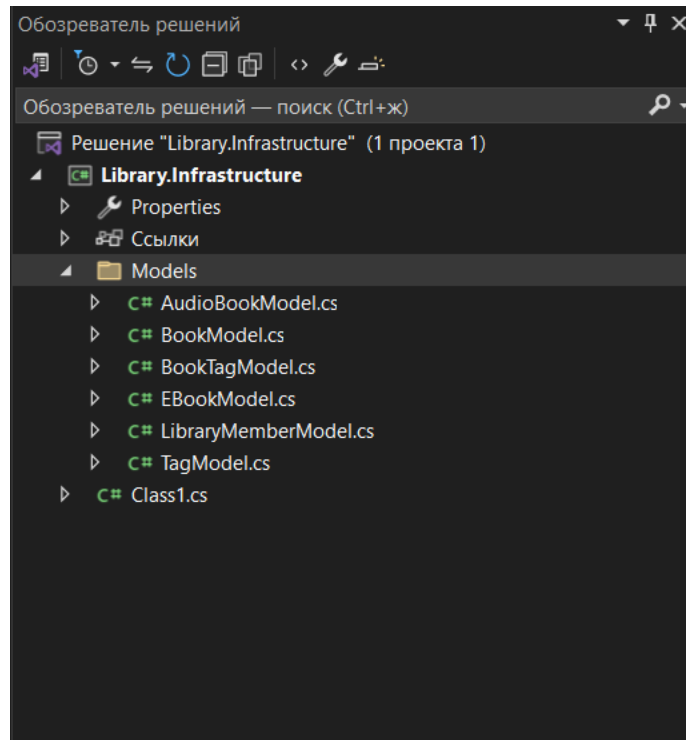 Обозреватель решений
Обозреватель решений — поиск (Ctrl+ж)
Решение "Library.Infrastructure" (1 проекта 1)
C# Library.Infrastructure
Properties
Ссылки
Models
C# AudioBookModel.cs
C# BookModel.cs
C# BookTagModel.cs
C# EBookModel.cs
C# LibraryMemberModel.cs
C# TagModel.cs
C# Class1.cs